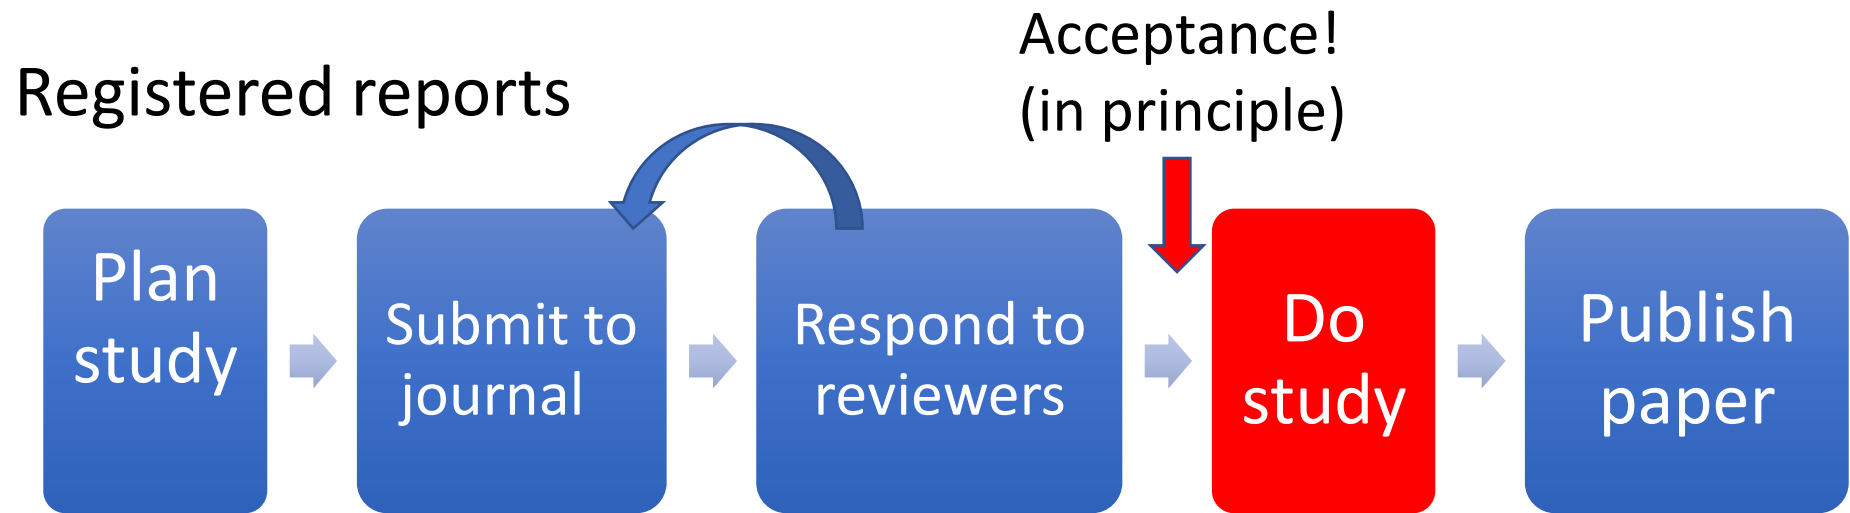 Registered reports
Acceptance!
(in principle)
Plan
study
Submit to
journal
Respond to
reviewers
Do
study
Publish
paper